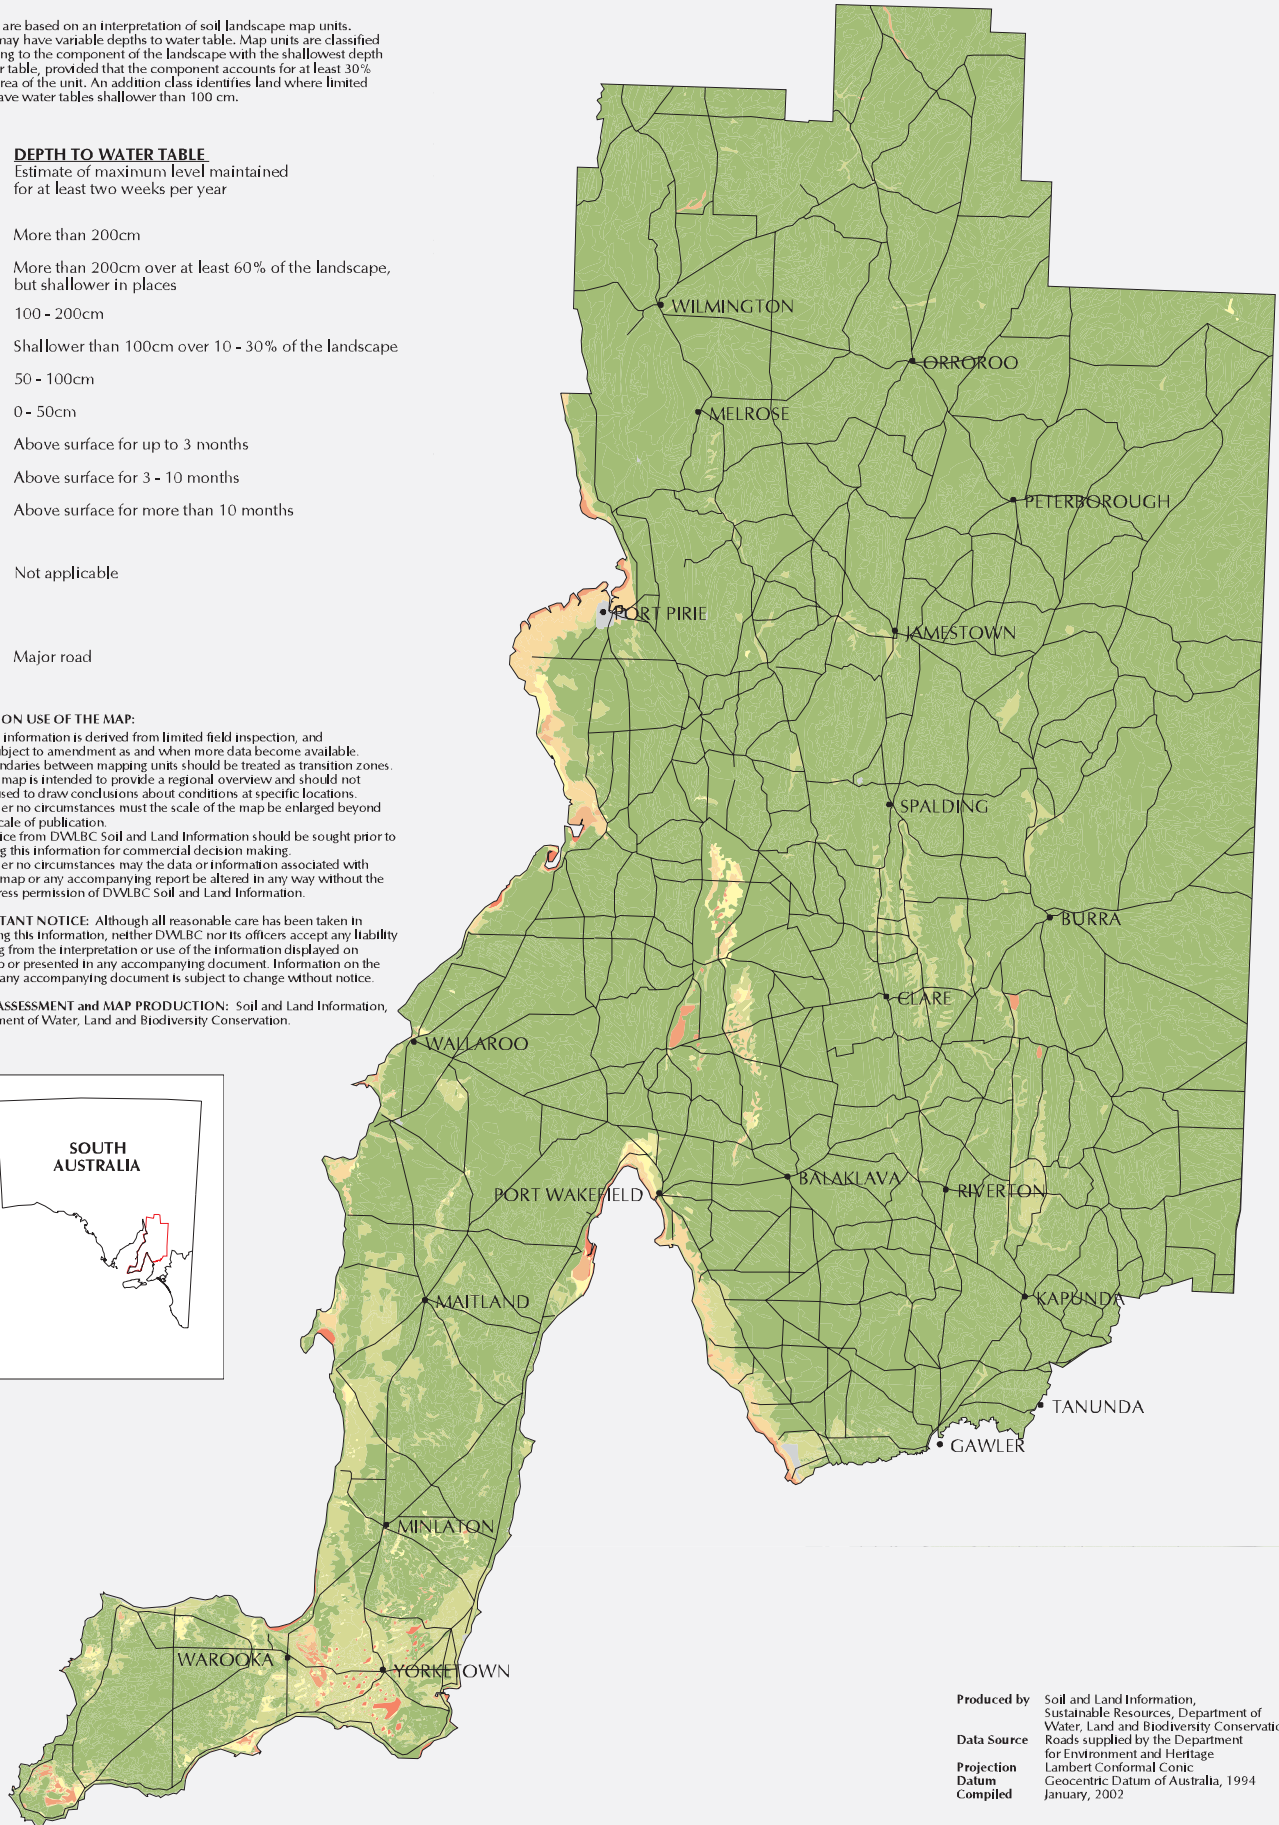 are based on an interpretation of soil landscape map units.
may have variable depths to water table. Map units are classified
ng to the component of the landscape with the shallowest depth
r table, provided that the component accounts for at least 30%
rea of the unit. An addition class identifies land where limited
ave water tables shallower than 100 cm.
DEPTH TO WATER TABLE
Estimate of maximum level maintained
for at least two weeks per year
More than 200cm
More than 200cm over at least 60% of the landscape,
but shallower in places
100 - 200cm
Shallower than 100cm over 10 - 30% of the landscape
50 - 100cm
0 - 50cm
Above surface for up to 3 months
Above surface for 3 - 10 months
Above surface for more than 10 months
Not applicable
Major road
ON USE OF THE MAP:
information is derived from limited field inspection, and
ubject to amendment as and when more data become available.
undaries between mapping units should be treated as transition zones.
map is intended to provide a regional overview and should not
used to draw conclusions about conditions at specific locations.
er no circumstances must the scale of the map be enlarged beyond
scale of publication.
vice from DWLBC Soil and Land Information should be sought prior to
g this information for commercial decision making.
er no circumstances may the data or information associated with
map or any accompanying report be altered in any way without the
ress permission of DWLBC Soil and Land Information.
TANT NOTICE: Although all reasonable care has been taken in
ng this information, neither DWLBC nor its officers accept any liability
g from the interpretation or use of the information displayed on
p or presented in any accompanying document. Information on the
any accompanying document is subject to change without notice.
ASSESSMENT and MAP PRODUCTION: Soil and Land Information,
ment of Water, Land and Biodiversity Conservation.
SOUTH
AUSTRALIA
WILMINGTON
ORROROO
MELROSE
PETERBOROUGH
PORT PIRIE
JAMESTOWN
SPALDING
BURRA
CLARE
WALLAROO
BALAKLAVA
PORT WAKEFIELD
RIVERTON
MAITLAND
KAPUNDA
TANUNDA
GAWLER
MINLATON
WAROOKA
YORKETOWN
Produced by Soil and Land Information,
Sustainable Resources, Department of
Water, Land and Biodiversity Conservatio
Data Source Roads supplied by the Department
for Environment and Heritage
Projection Lambert Conformal Conic
Datum Geocentric Datum of Australia, 1994
Compiled January, 2002